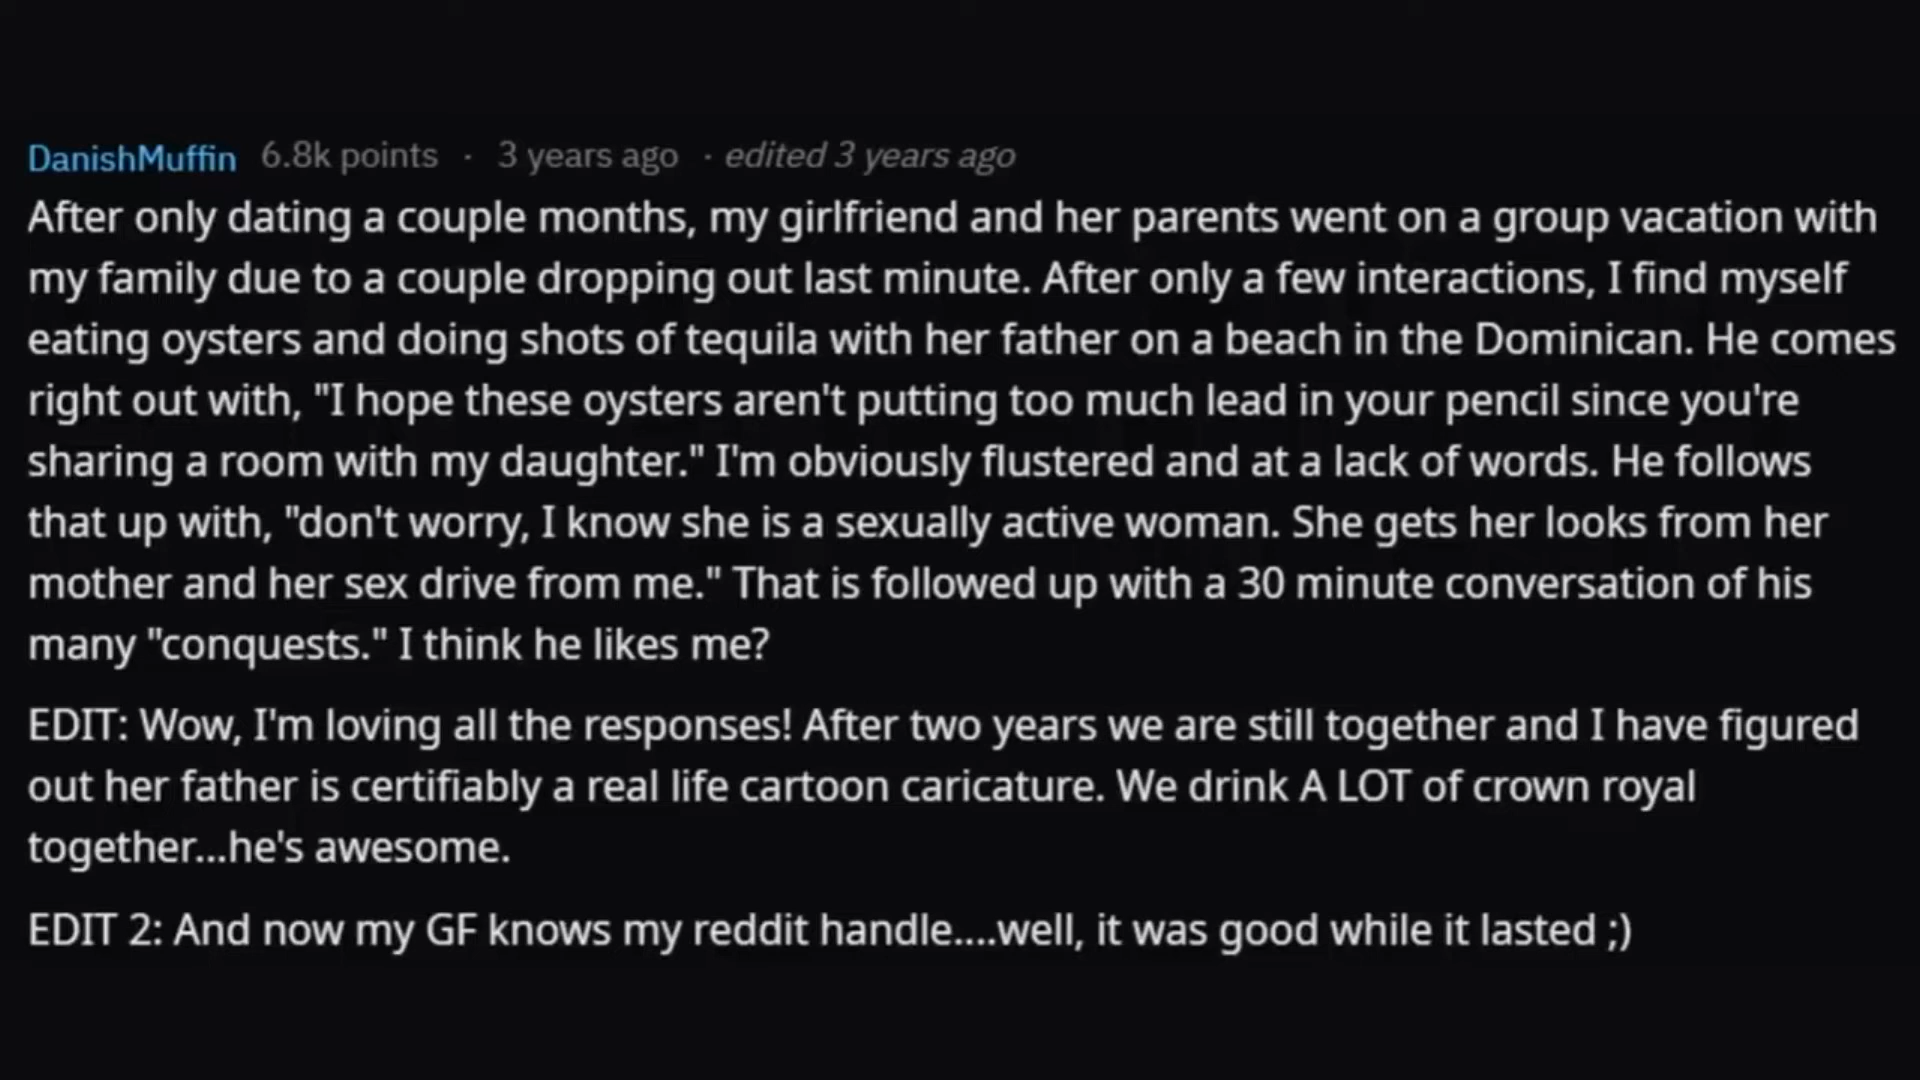 DanishMuffin 6.8k points · 3 years ago · edited 3 years ago
After only dating a couple months, my girlfriend and her parents went on a group vacation with
my family due to a couple dropping out last minute. After only a few interactions, I find myself
eating oysters and doing shots of tequila with her father on a beach in the Dominican. He comes
right out with, "I hope these oysters aren't putting too much lead in your pencil since you're
sharing a room with my daughter." I'm obviously flustered and at a lack of words. He follows
that up with, "don't worry, I know she is a sexually active woman. She gets her looks from her
mother and her sex drive from me." That is followed up with a 30 minute conversation of his
many "conquests." I think he likes me?
EDIT: Wow, I'm loving all the responses! After two years we are still together and I have figured
out her father is certifiably a real life cartoon caricature. We drink A LOT of crown royal
together...he's awesome.
EDIT 2: And now my GF knows my reddit handle....well, it was good while it lasted ;)